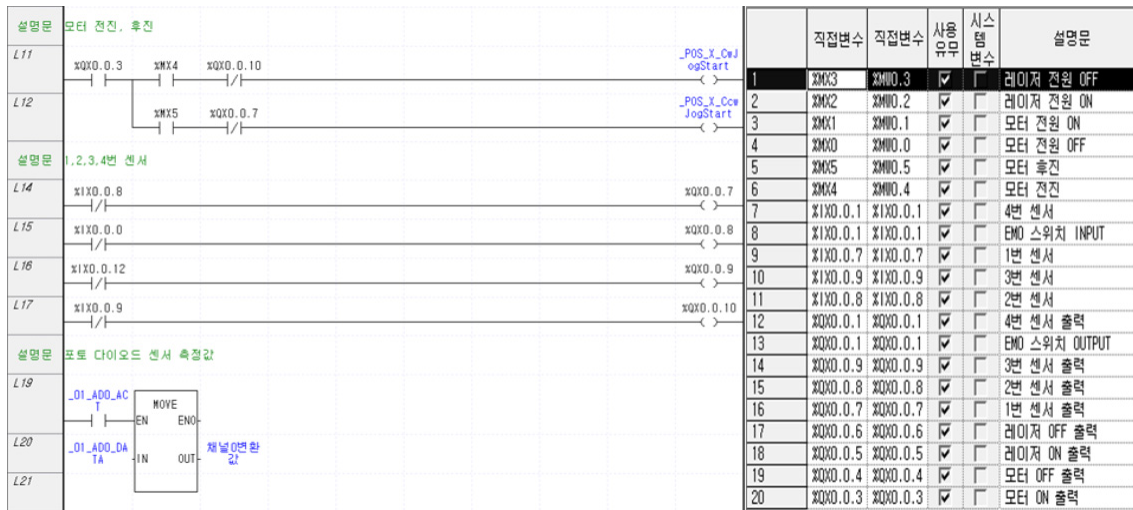 설명문 모터 전진, 후진
L11
%QX0.0.3 %MX4 %QX0.0.10
_POS_X_CwJ
ogStart
L12
%MX5 %QX0.0.7
_POS_X_Ccw
JogStart
설명문 1,2,3,4번 센서
L14 %IX0.0.8 %QX0.0.7
L15 %IX0.0.0 %QX0.0.8
L16 %IX0.0.12 %QX0.0.9
L17 %IX0.0.9 %QX0.0.10
설명문 포토 다이오드 센서 측정값
L19
_01_AD0_AC
T
MOVE
EN ENO
L20
_01_AD0_DA
TA
IN OUT
채널0변환
값
L21
직접변수 직접변수 사용
유무 시스
템
변수 설명문
1 %MX3 %MW0.3 레이저 전원 OFF
2 %MX2 %MW0.2 레이저 전원 ON
3 %MX1 %MW0.1 모터 전원 ON
4 %MX0 %MW0.0 모터 전원 OFF
5 %MX5 %MW0.5 모터 후진
6 %MX4 %MW0.4 모터 전진
7 %IX0.0.1 %IX0.0.1 4번 센서
8 %IX0.0.1 %IX0.0.1 EMO 스위치 INPUT
9 %IX0.0.7 %IX0.0.7 1번 센서
10 %IX0.0.9 %IX0.0.9 3번 센서
11 %IX0.0.8 %IX0.0.8 2번 센서
12 %QX0.0.1 %QX0.0.1 4번 센서 출력
13 %QX0.0.1 %QX0.0.1 EMO 스위치 OUTPUT
14 %QX0.0.9 %QX0.0.9 3번 센서 출력
15 %QX0.0.8 %QX0.0.8 2번 센서 출력
16 %QX0.0.7 %QX0.0.7 1번 센서 출력
17 %QX0.0.6 %QX0.0.6 레이저 OFF 출력
18 %QX0.0.5 %QX0.0.5 레이저 ON 출력
19 %QX0.0.4 %QX0.0.4 모터 OFF 출력
20 %QX0.0.3 %QX0.0.3 모터 ON 출력